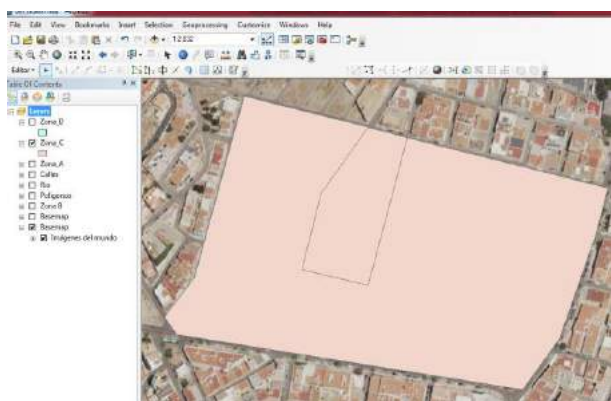 File Edit View Bookmarks Insert Selection Geoprocessing Customize Windows Help
Editor
Table Of Contents
Layers
Zona_D
Zona_C
Zona_A
Calles
Rio
Poligonos
Zona B
Basemap
Basemap
Imágenes del mundo